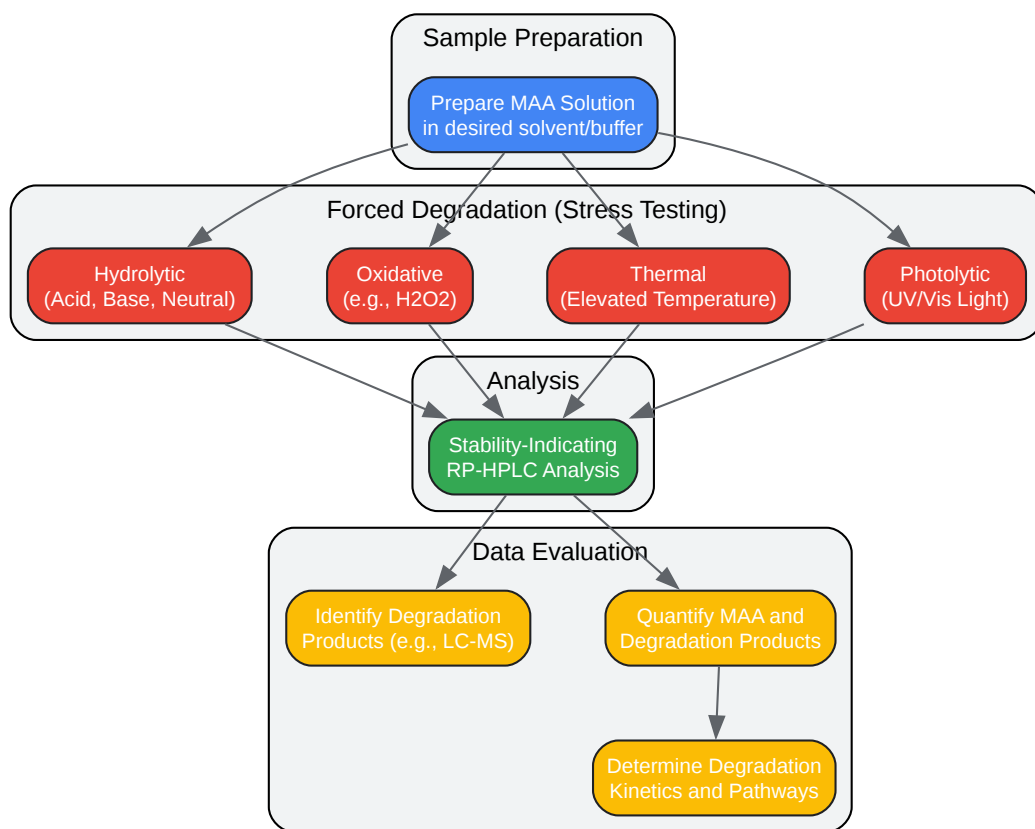 Sample Preparation
Prepare MAA Solution
in desired solvent/buffer
Forced Degradation (Stress Testing)
Hydrolytic
(Acid, Base, Neutral)
Oxidative
(e.g., H2O2)
Thermal
(Elevated Temperature)
Photolytic
(UV/Vis Light)
Analysis
Stability-Indicating
RP-HPLC Analysis
Data Evaluation
Identify Degradation
Products (e.g., LC-MS)
Quantify MAA and
Degradation Products
Determine Degradation
Kinetics and Pathways